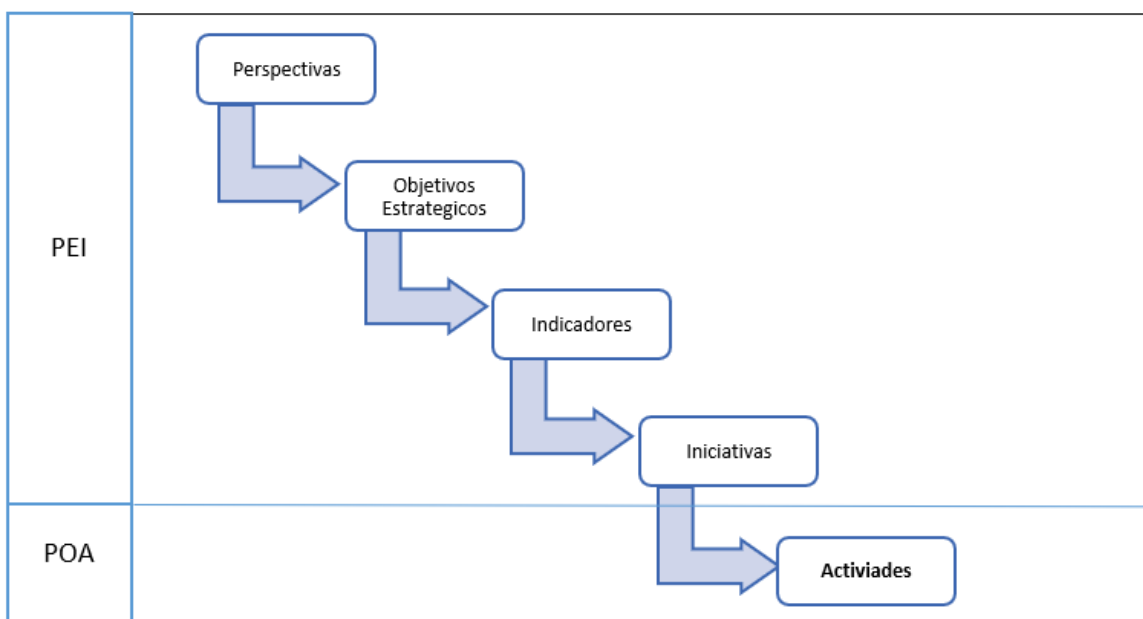 Perspectivas
Objetivos
Estrategicos
PEI
Indicadores
Iniciativas
POA
Activiades